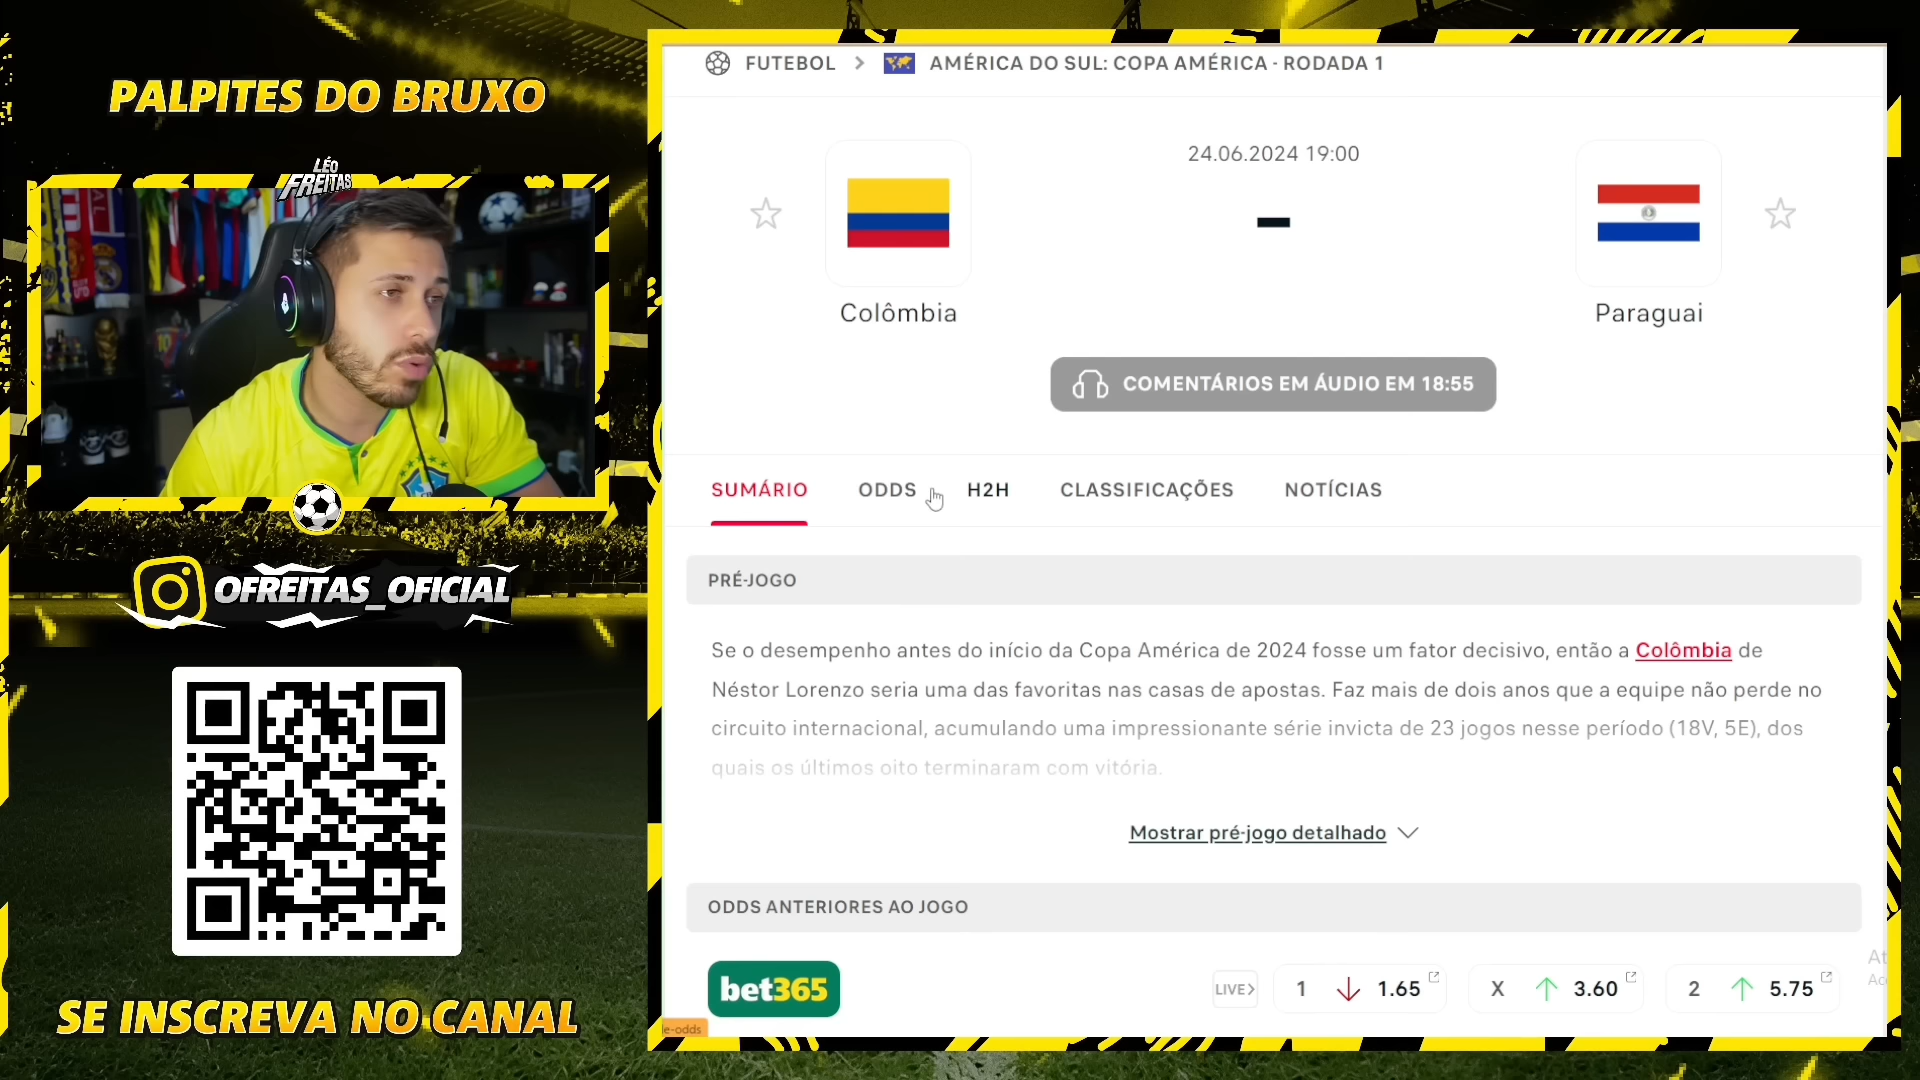 PALPITES DO BRUXO
LÉO
FREITAS
OFREITAS_OFICIAL
SE INSCREVA NO CANAL
FUTEBOL > AMÉRICA DO SUL: COPA AMÉRICA - RODADA 1
24.06.2024 19:00
-
Colômbia
Paraguai
COMENTÁRIOS EM ÁUDIO EM 18:55
SUMÁRIO ODDS H2H CLASSIFICAÇÕES NOTÍCIAS
PRÉ-JOGO
Se o desempenho antes do início da Copa América de 2024 fosse um fator decisivo, então a Colômbia de
Néstor Lorenzo seria uma das favoritas nas casas de apostas. Faz mais de dois anos que a equipe não perde no
circuito internacional, acumulando uma impressionante série invicta de 23 jogos nesse período (18V, 5E), dos
quais os últimos oito terminaram com vitória.
Mostrar pré-jogo detalhado
ODDS ANTERIORES AO JOGO
bet365 LIVE> 1 1.65 X 3.60 2 5.75
le-odds